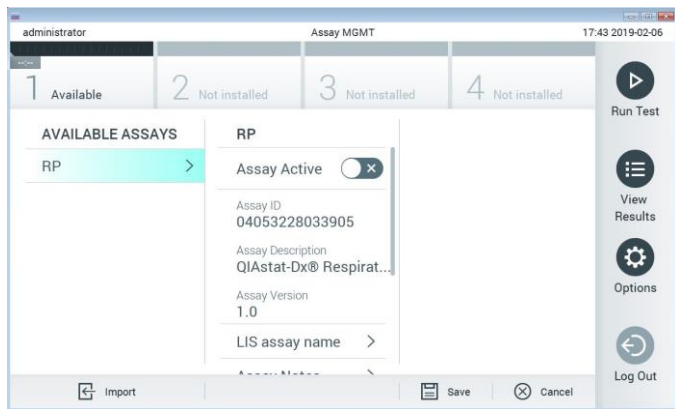 administrator Assay MGMT 17:43 2019-02-06
--:--
1 Available 2 Not installed 3 Not installed 4 Not installed
Run Test
AVAILABLE ASSAYS RP
RP Assay Active
View
Results
Assay ID
04053228033905
Assay Description
QIAstat-Dx® Respirat...
Options
Assay Version
1.0
LIS assay name
Assay Notes
Log Out
Import Save Cancel